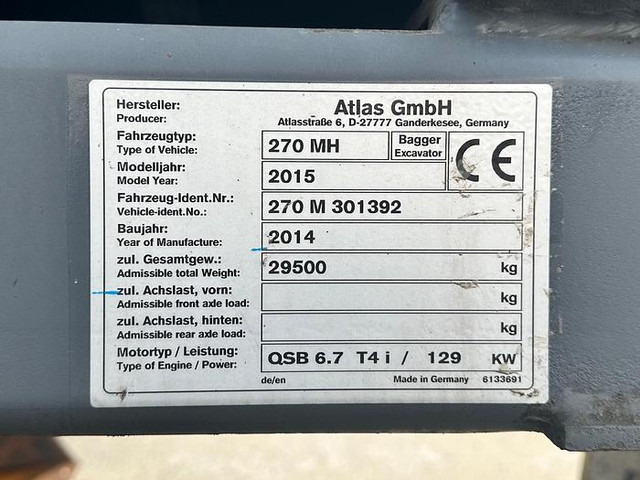 Hersteller: Atlas GmbH
Producer: Atlasstraße 6, D-27777 Ganderkesee, Germany
Fahrzeugtyp: 270 MH Bagger CE
Type of Vehicle: Excavator
Modelljahr: 2015
Model Year:
Fahrzeug-Ident.Nr.: 270 M 301392
Vehicle-ident.No.:
Baujahr: 2014
Year of Manufacture:
zul. Gesamtgew.: 29500 kg
Admissible total Weight:
zul. Achslast, vorn: kg
Admissible front axle load:
zul. Achslast, hinten: kg
Admissible rear axle load:
Motortyp / Leistung: QSB 6.7 T4 i / 129 KW
Type of Engine / Power:
de/en Made in Germany 6133691